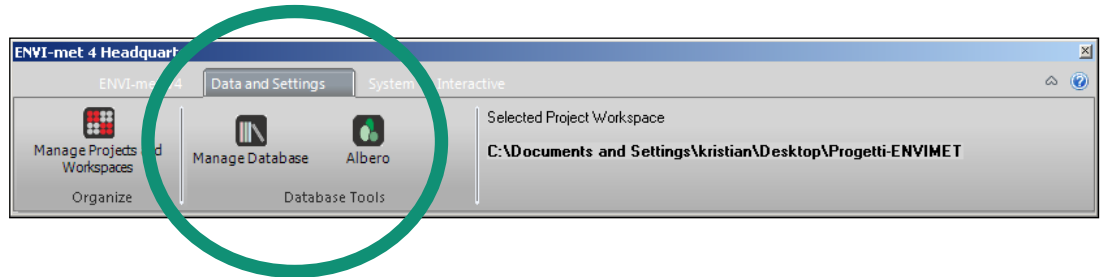 ENVI-met 4 Headquart
Data and Settings
System
Interactive
Manage Projects
Workspaces
Organize
Manage Database
Albero
Database Tools
Selected Project Workspace
C:\Documents and Settings\kristian\Desktop\Progetti-ENVIMET